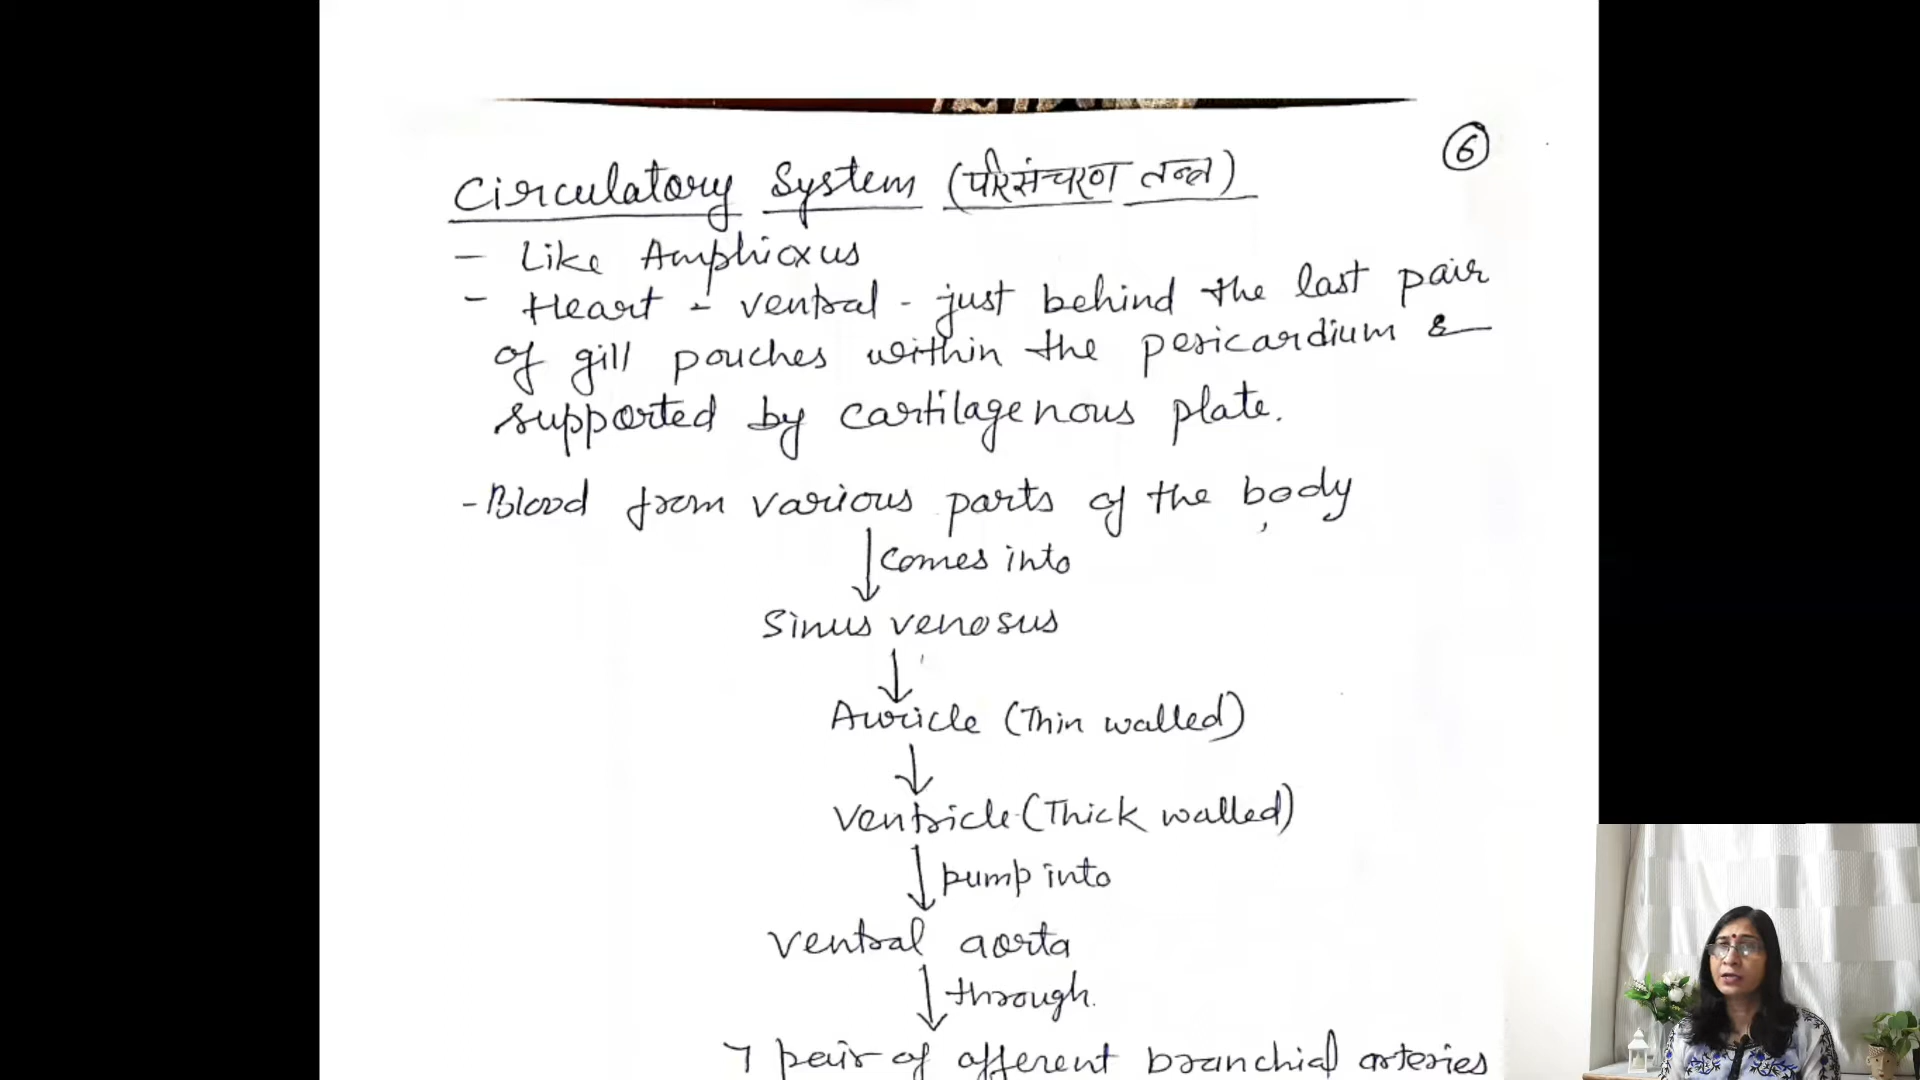 6
Circulatory System (परिसंचरण तन्त्र)
- Like Amphioxus
- Heart - ventral - just behind the last pair
of gill pouches within the pericardium &
supported by cartilagenous plate.
- Blood from various parts of the body
comes into
Sinus venosus
Auricle (Thin walled)
Ventricle (Thick walled)
pump into
Ventral aorta
through.
7 pair of afferent branchial arteries